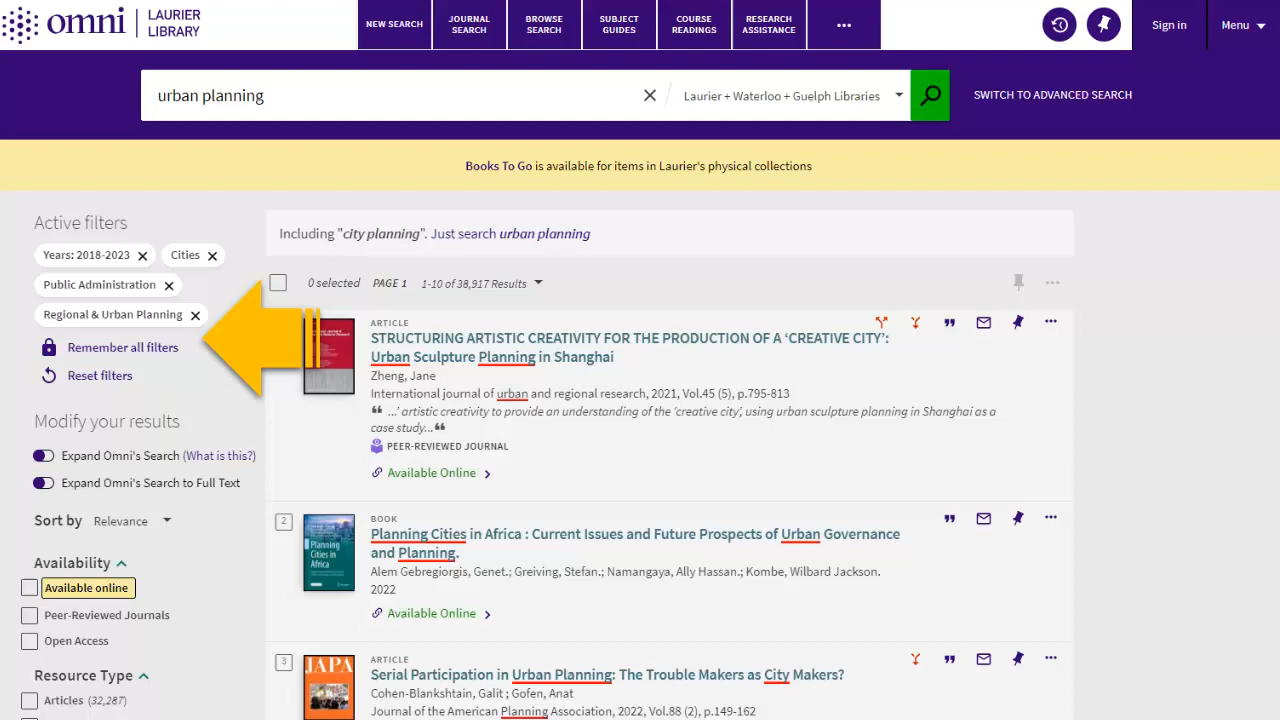 omni LAURIER
LIBRARY
NEW SEARCH
JOURNAL
SEARCH
BROWSE
SEARCH
SUBJECT
GUIDES
COURSE
READINGS
RESEARCH
ASSISTANCE
Sign in
Menu
urban planning
Laurier + Waterloo + Guelph Libraries
SWITCH TO ADVANCED SEARCH
Books To Go is available for items in Laurier's physical collections
Active filters
Years: 2018-2023
Cities
Public Administration
Regional & Urban Planning
Remember all filters
Reset filters
Modify your results
Expand Omni's Search (What is this?)
Expand Omni's Search to Full Text
Sort by Relevance
Availability
Available online
Peer-Reviewed Journals
Open Access
Resource Type
Articles (32,287)
Including "city planning". Just search urban planning
0 selected PAGE 1 1-10 of 38,917 Results
ARTICLE
STRUCTURING ARTISTIC CREATIVITY FOR THE PRODUCTION OF A ‘CREATIVE CITY’:
Urban Sculpture Planning in Shanghai
Zheng, Jane
International journal of urban and regional research, 2021, Vol.45 (5), p.795-813
❝ ...’ artistic creativity to provide an understanding of the ‘creative city’, using urban sculpture planning in Shanghai as a
case study...❝
PEER-REVIEWED JOURNAL
Available Online
2
BOOK
Planning Cities in Africa : Current Issues and Future Prospects of Urban Governance
and Planning.
Alem Gebregiorgis, Genet.; Greiving, Stefan.; Namangaya, Ally Hassan.; Kombe, Wilbard Jackson.
2022
Available Online
Planning
Cities in
Africa
3
ARTICLE
Serial Participation in Urban Planning: The Trouble Makers as City Makers?
Cohen-Blankshtain, Galit ; Gofen, Anat
Journal of the American Planning Association, 2022, Vol.88 (2), p.149-162
JAPA